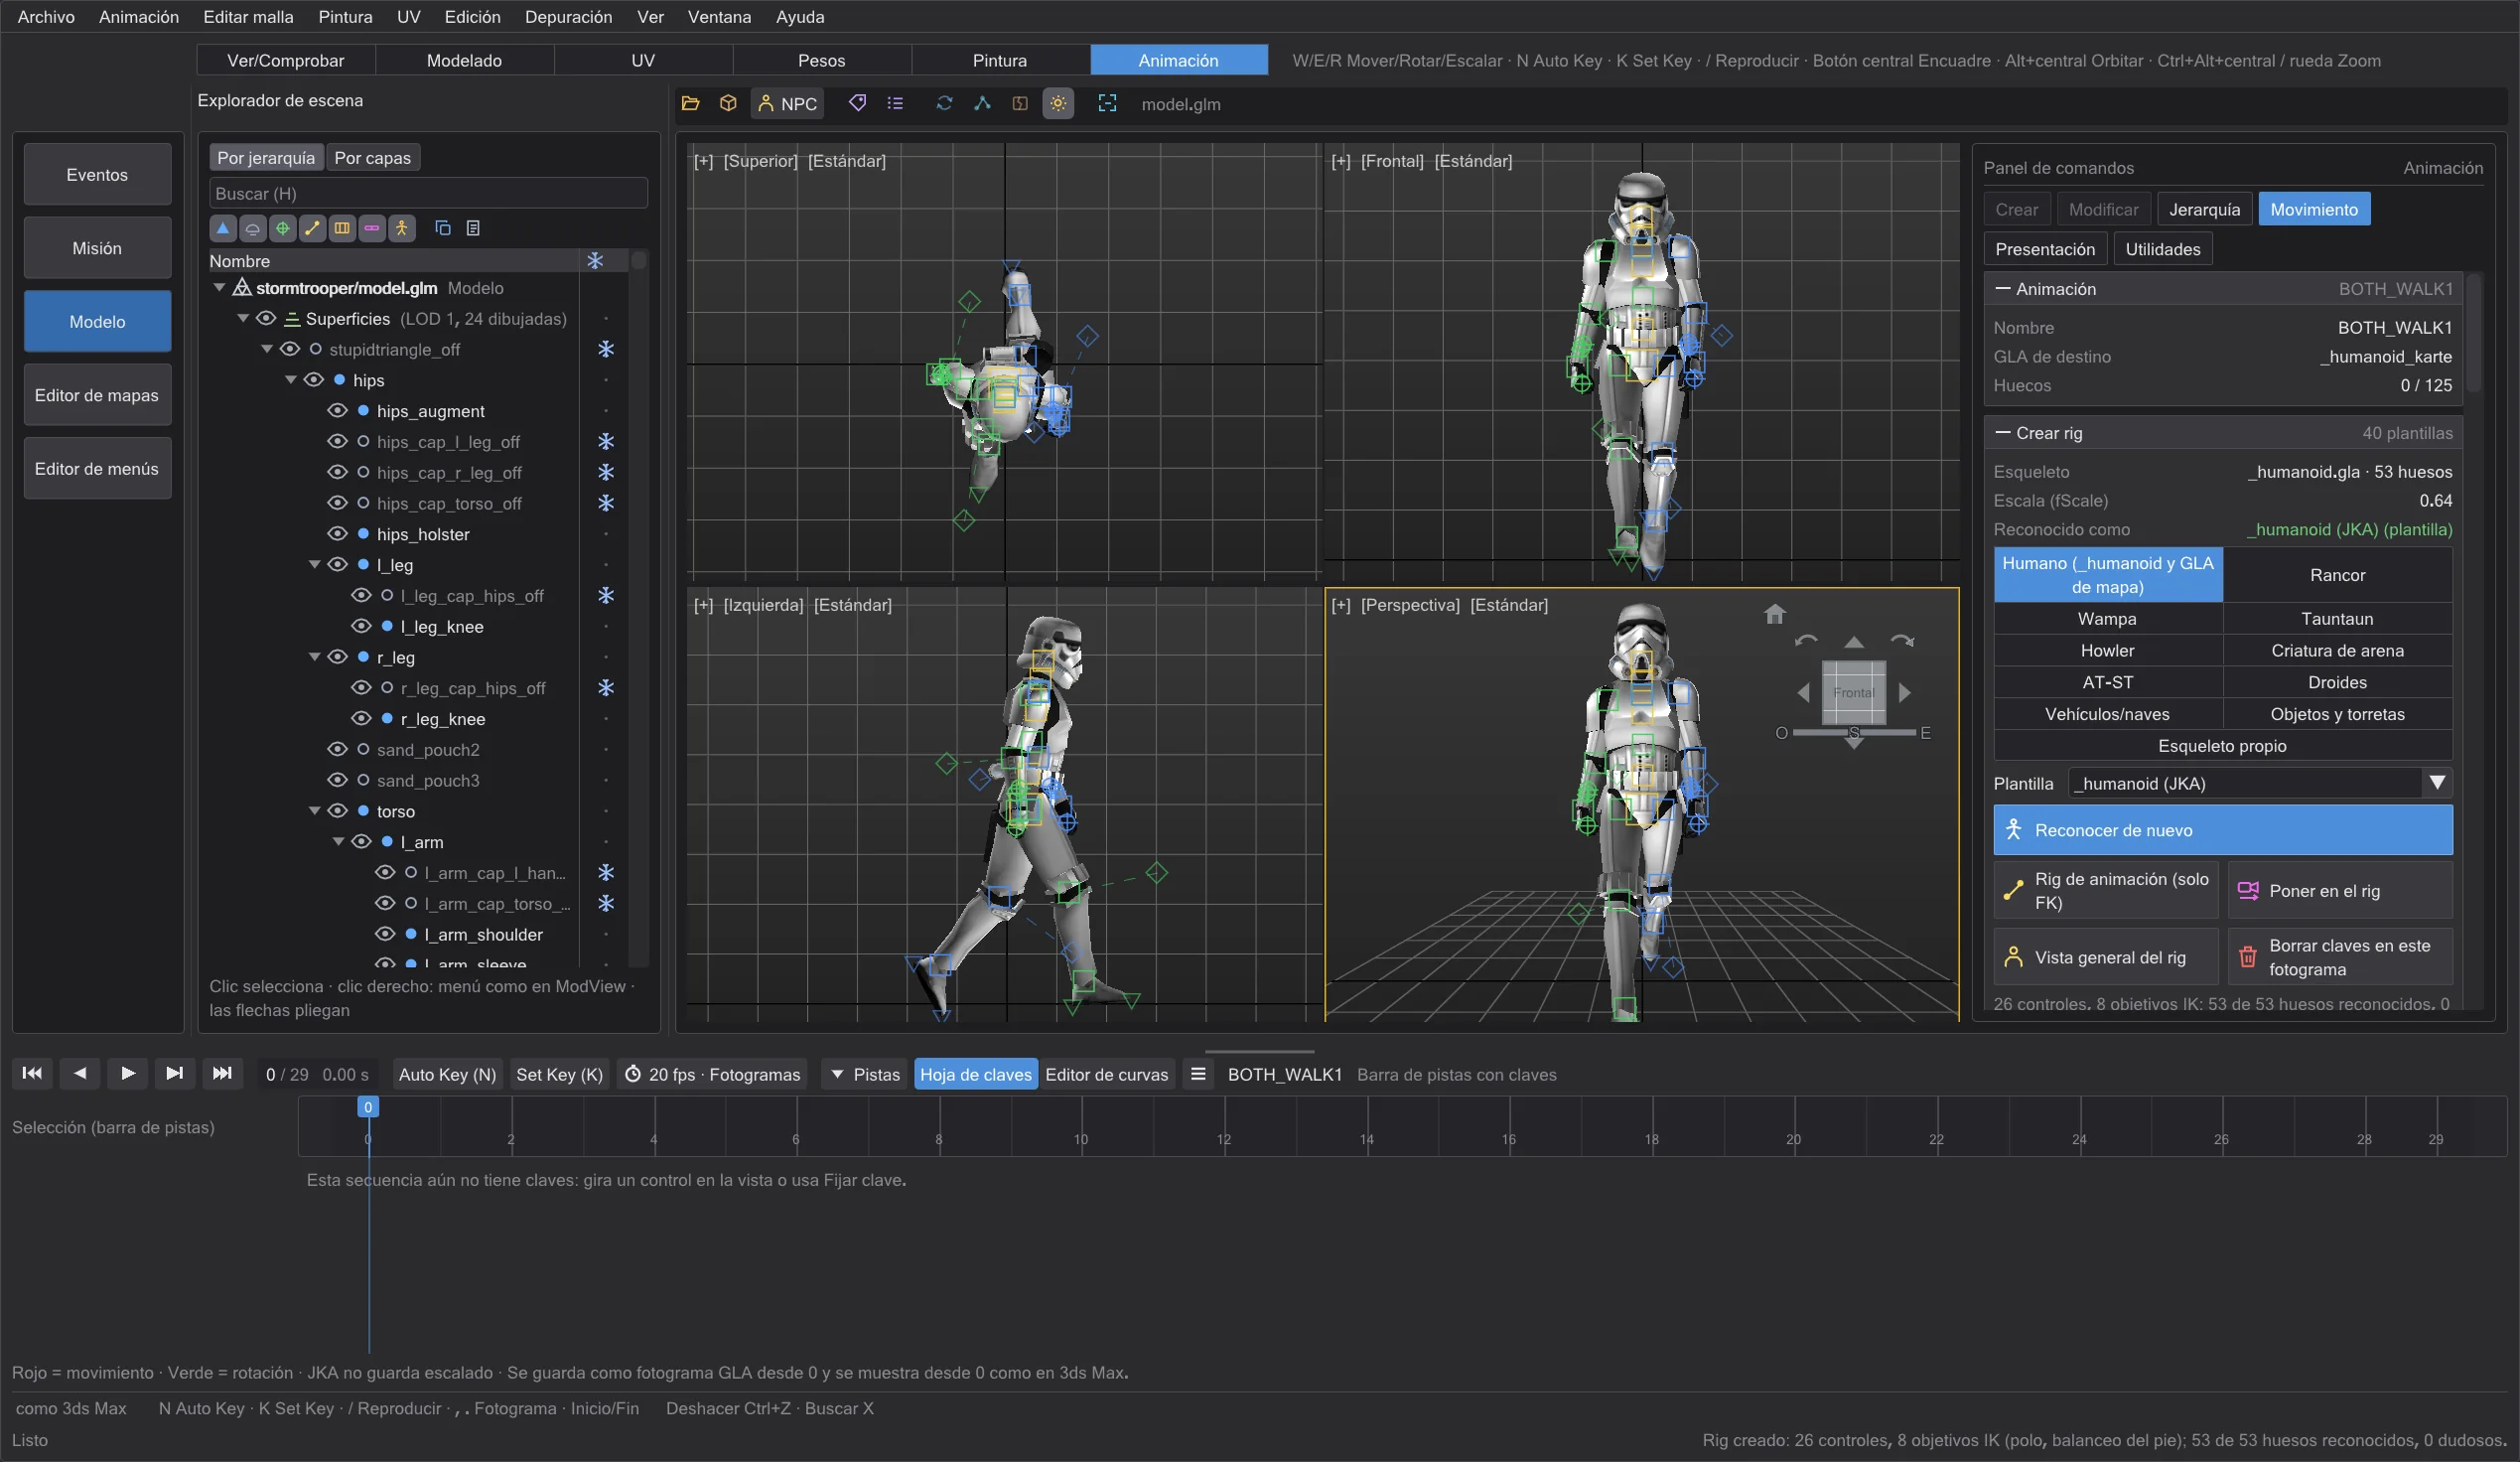 Archivo Animación Editar malla Pintura UV Edición Depuración Ver Ventana Ayuda
Ver/Comprobar Modelado UV Pesos Pintura Animación W/E/R Mover/Rotar/Escalar · N Auto Key · K Set Key · / Reproducir · Botón central Encuadre · Alt+central Orbitar · Ctrl+Alt+central / rueda Zoom
Explorador de escena
NPC model.glm
Eventos
Misión
Modelo
Editor de mapas
Editor de menús
Por jerarquía Por capas
Buscar (H)
Nombre
stormtrooper/model.glm Modelo
Superficies (LOD 1, 24 dibujadas)
stupidtriangle_off
hips
hips_augment
hips_cap_l_leg_off
hips_cap_r_leg_off
hips_cap_torso_off
hips_holster
l_leg
l_leg_cap_hips_off
l_leg_knee
r_leg
r_leg_cap_hips_off
r_leg_knee
sand_pouch2
sand_pouch3
torso
l_arm
l_arm_cap_l_han...
l_arm_cap_torso_...
l_arm_shoulder
l_arm_sleeve
Clic selecciona · clic derecho: menú como en ModView ·
las flechas pliegan
[+] [Superior] [Estándar]
[+] [Frontal] [Estándar]
[+] [Izquierda] [Estándar]
[+] [Perspectiva] [Estándar]
Frontal
O S E
Panel de comandos Animación
Crear Modificar Jerarquía Movimiento
Presentación Utilidades
Animación BOTH_WALK1
Nombre BOTH_WALK1
GLA de destino _humanoid_karte
Huecos 0 / 125
Crear rig 40 plantillas
Esqueleto _humanoid.gla · 53 huesos
Escala (fScale) 0.64
Reconocido como _humanoid (JKA) (plantilla)
Humano (_humanoid y GLA
de mapa)
Rancor
Wampa Tauntaun
Howler Criatura de arena
AT-ST Droides
Vehículos/naves Objetos y torretas
Esqueleto propio
Plantilla _humanoid (JKA)
Reconocer de nuevo
Rig de animación (solo
FK)
Poner en el rig
Vista general del rig
Borrar claves en este
fotograma
26 controles, 8 objetivos IK; 53 de 53 huesos reconocidos, 0
0 / 29 0.00 s Auto Key (N) Set Key (K) 20 fps · Fotogramas Pistas Hoja de claves Editor de curvas BOTH_WALK1 Barra de pistas con claves
Selección (barra de pistas)
0
0 2 4 6 8 10 12 14 16 18 20 22 24 26 28 29
Esta secuencia aún no tiene claves: gira un control en la vista o usa Fijar clave.
Rojo = movimiento · Verde = rotación · JKA no guarda escalado · Se guarda como fotograma GLA desde 0 y se muestra desde 0 como en 3ds Max.
como 3ds Max N Auto Key · K Set Key · / Reproducir · , . Fotograma · Inicio/Fin Deshacer Ctrl+Z · Buscar X
Listo Rig creado: 26 controles, 8 objetivos IK (polo, balanceo del pie); 53 de 53 huesos reconocidos, 0 dudosos.